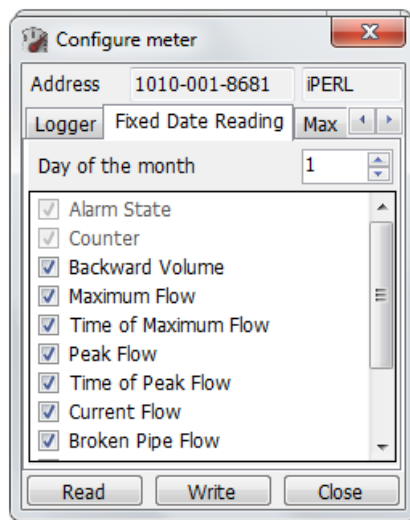 Configure meter
Address 1010-001-8681 iPERL
Logger Fixed Date Reading Max
Day of the month 1
Alarm State
Counter
Backward Volume
Maximum Flow
Time of Maximum Flow
Peak Flow
Time of Peak Flow
Current Flow
Broken Pipe Flow
Read Write Close